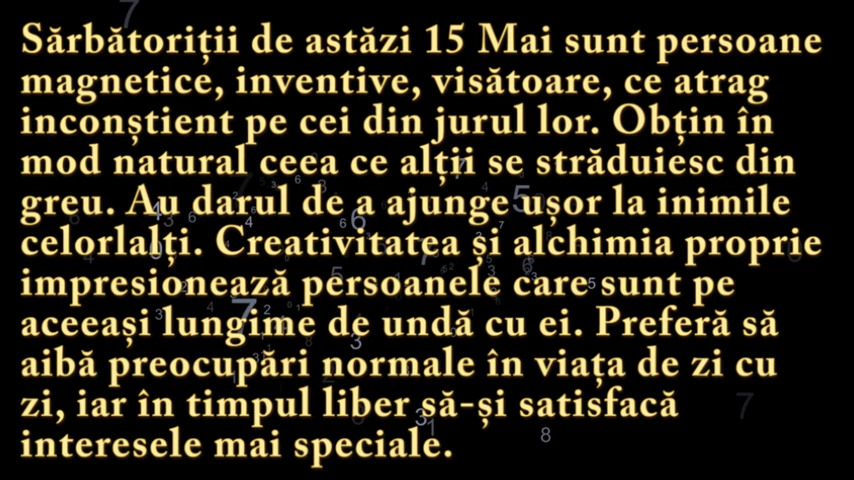 Sărbătoriții de astăzi 15 Mai sunt persoane
magnetice, inventive, visătoare, ce atrag
inconștient pe cei din jurul lor. Obțin în
mod natural ceea ce alții se străduiesc din
greu. Au darul de a ajunge ușor la inimile
celorlalți. Creativitatea și alchimia proprie
impresionează persoanele care sunt pe
aceeași lungime de undă cu ei. Preferă să
aibă preocupări normale în viața de zi cu
zi, iar în timpul liber să-și satisfacă
interesele mai speciale.